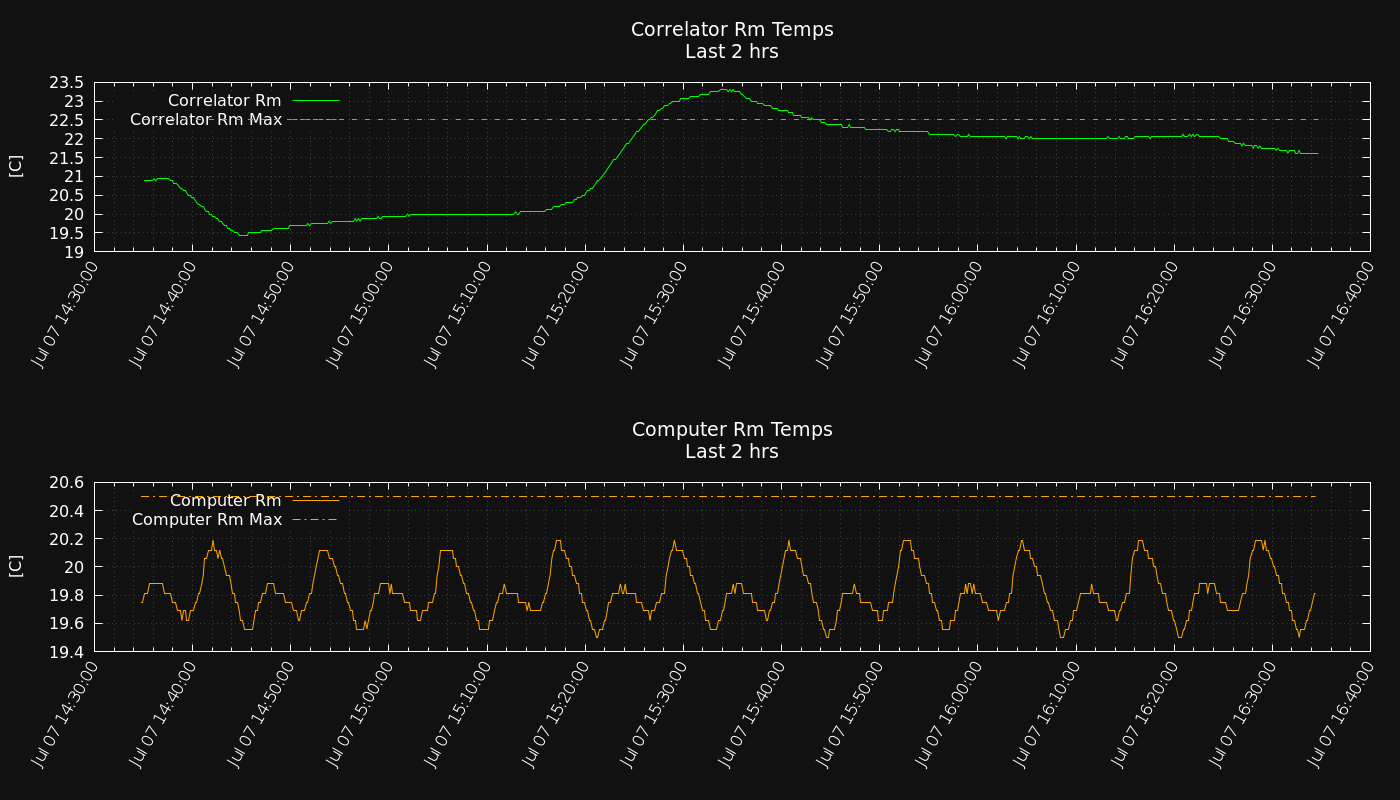 Correlator Rm Temps
Last 2 hrs
23.5
23
22.5
22
21.5
21
20.5
20
19.5
19
[C]
Correlator Rm
Correlator Rm Max
Jul 07 14:30:00
Jul 07 14:40:00
Jul 07 14:50:00
Jul 07 15:00:00
Jul 07 15:10:00
Jul 07 15:20:00
Jul 07 15:30:00
Jul 07 15:40:00
Jul 07 15:50:00
Jul 07 16:00:00
Jul 07 16:10:00
Jul 07 16:20:00
Jul 07 16:30:00
Jul 07 16:40:00
Computer Rm Temps
Last 2 hrs
20.6
20.4
20.2
20
19.8
19.6
19.4
[C]
Computer Rm
Computer Rm Max
Jul 07 14:30:00
Jul 07 14:40:00
Jul 07 14:50:00
Jul 07 15:00:00
Jul 07 15:10:00
Jul 07 15:20:00
Jul 07 15:30:00
Jul 07 15:40:00
Jul 07 15:50:00
Jul 07 16:00:00
Jul 07 16:10:00
Jul 07 16:20:00
Jul 07 16:30:00
Jul 07 16:40:00